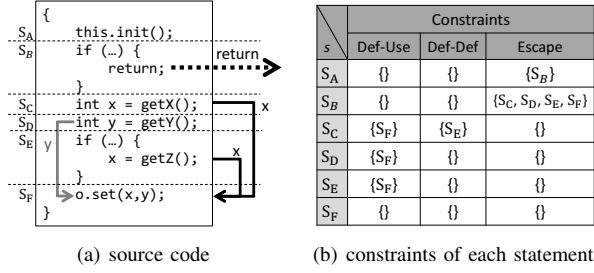 {
S_A this.init();
S_B if (…) {
return; return
}
S_C int x = getX(); x
S_D int y = getY();
S_E if (…) {
y x = getZ(); x
}
S_F o.set(x,y);
}
(a) source code
Constraints
s Def-Use Def-Def Escape
S_A {} {} {S_B}
S_B {} {} {S_C, S_D, S_E, S_F}
S_C {S_F} {S_E} {}
S_D {S_F} {} {}
S_E {S_F} {} {}
S_F {} {} {}
(b) constraints of each statement